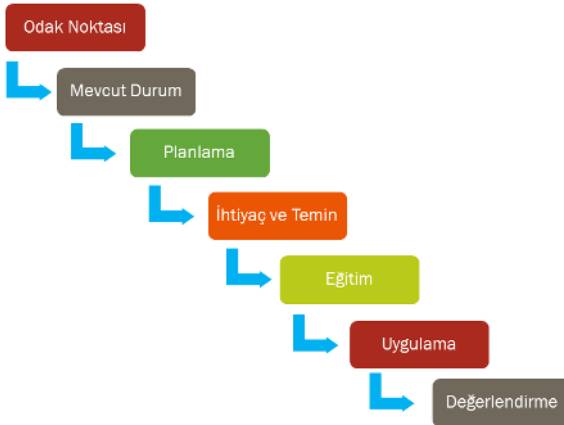 Odak Noktası
Mevcut Durum
Planlama
İhtiyaç ve Temin
Eğitim
Uygulama
Değerlendirme